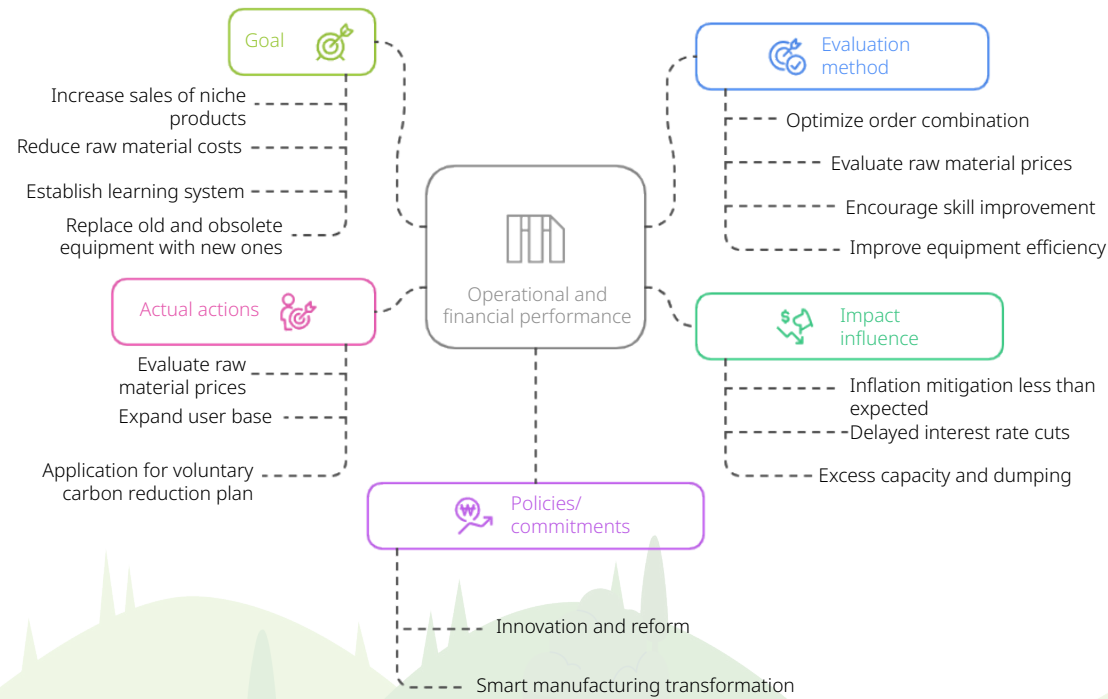 Goal
Increase sales of niche
products
Reduce raw material costs
Establish learning system
Replace old and obsolete
equipment with new ones
Evaluation
method
Optimize order combination
Evaluate raw material prices
Encourage skill improvement
Improve equipment efficiency
Operational and
financial performance
Actual actions
Evaluate raw
material prices
Expand user base
Application for voluntary
carbon reduction plan
Impact
influence
Inflation mitigation less than
expected
Delayed interest rate cuts
Excess capacity and dumping
Policies/
commitments
Innovation and reform
Smart manufacturing transformation